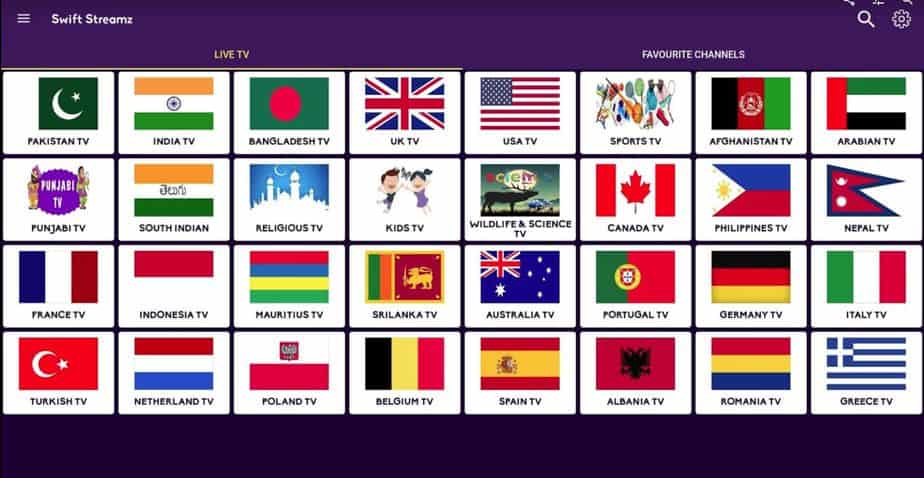 Swift Streamz
LIVE TV
FAVOURITE CHANNELS
PAKISTAN TV
INDIA TV
BANGLADESH TV
UK TV
USA TV
SPORTS TV
AFGHANISTAN TV
ARABIAN TV
PUNJABI
TV
తెలుగు
PUNJABI TV
SOUTH INDIAN
RELIGIOUS TV
KIDS TV
WILDLIFE & SCIENCE
TV
CANADA TV
PHILIPPINES TV
NEPAL TV
FRANCE TV
INDONESIA TV
MAURITIUS TV
SRILANKA TV
AUSTRALIA TV
PORTUGAL TV
GERMANY TV
ITALY TV
TURKISH TV
NETHERLAND TV
POLAND TV
BELGIUM TV
SPAIN TV
ALBANIA TV
ROMANIA TV
GREECE TV